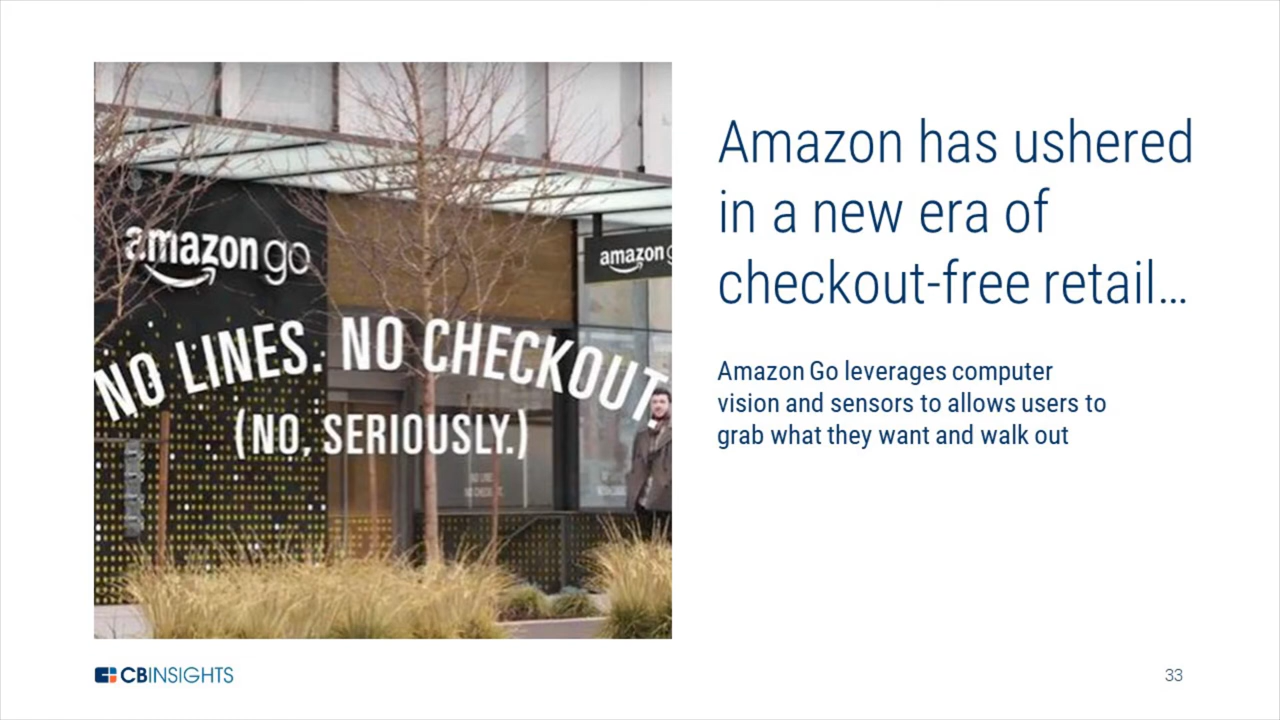 amazon go
amazon
NO LINES. NO CHECKOUT.
(NO, SERIOUSLY.)
Amazon has ushered
in a new era of
checkout-free retail…
Amazon Go leverages computer
vision and sensors to allows users to
grab what they want and walk out
CBINSIGHTS
33